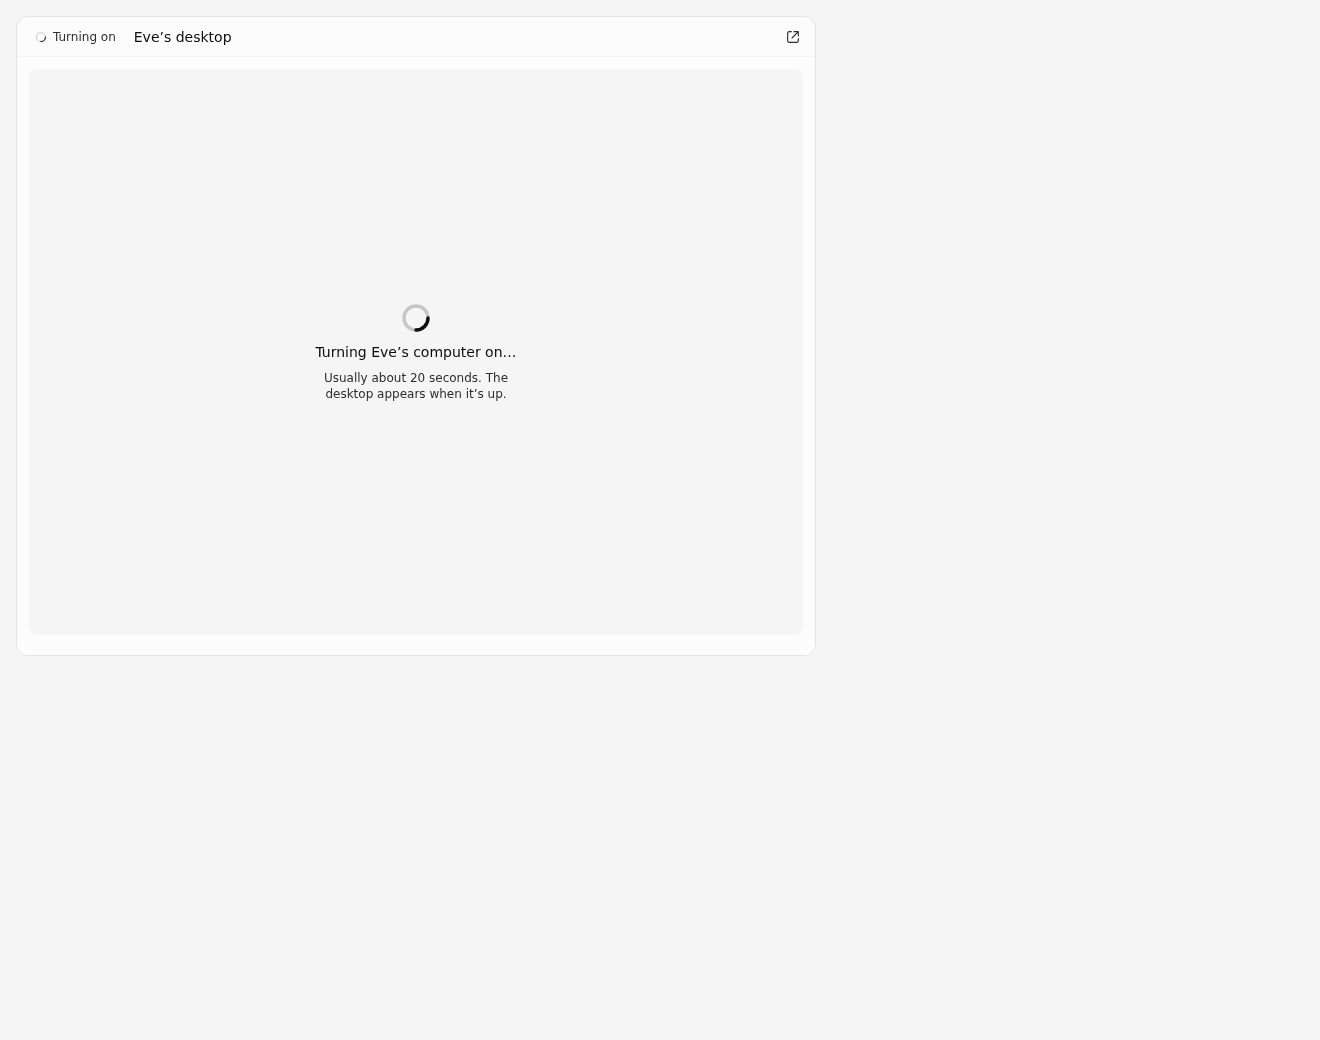 Turning on
Eve’s desktop
Turning Eve’s computer on…
Usually about 20 seconds. The
desktop appears when it’s up.